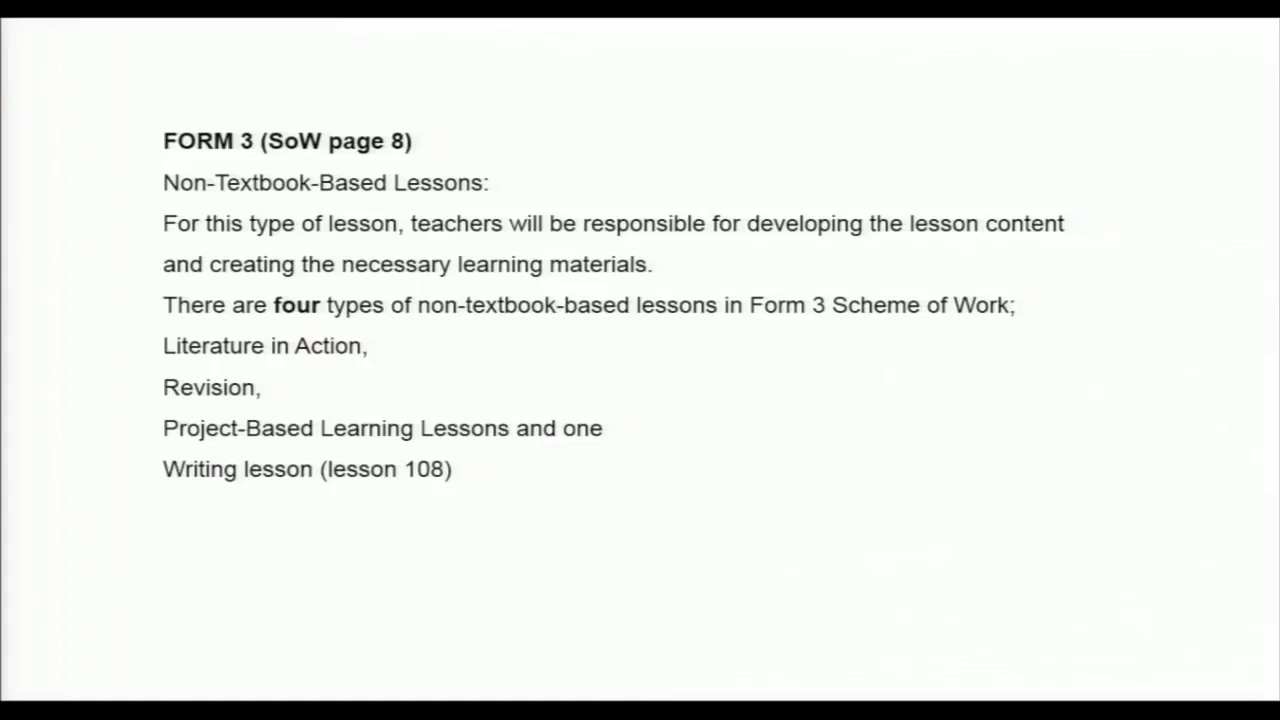 FORM 3 (SoW page 8)
Non-Textbook-Based Lessons:
For this type of lesson, teachers will be responsible for developing the lesson content
and creating the necessary learning materials.
There are four types of non-textbook-based lessons in Form 3 Scheme of Work;
Literature in Action,
Revision,
Project-Based Learning Lessons and one
Writing lesson (lesson 108)